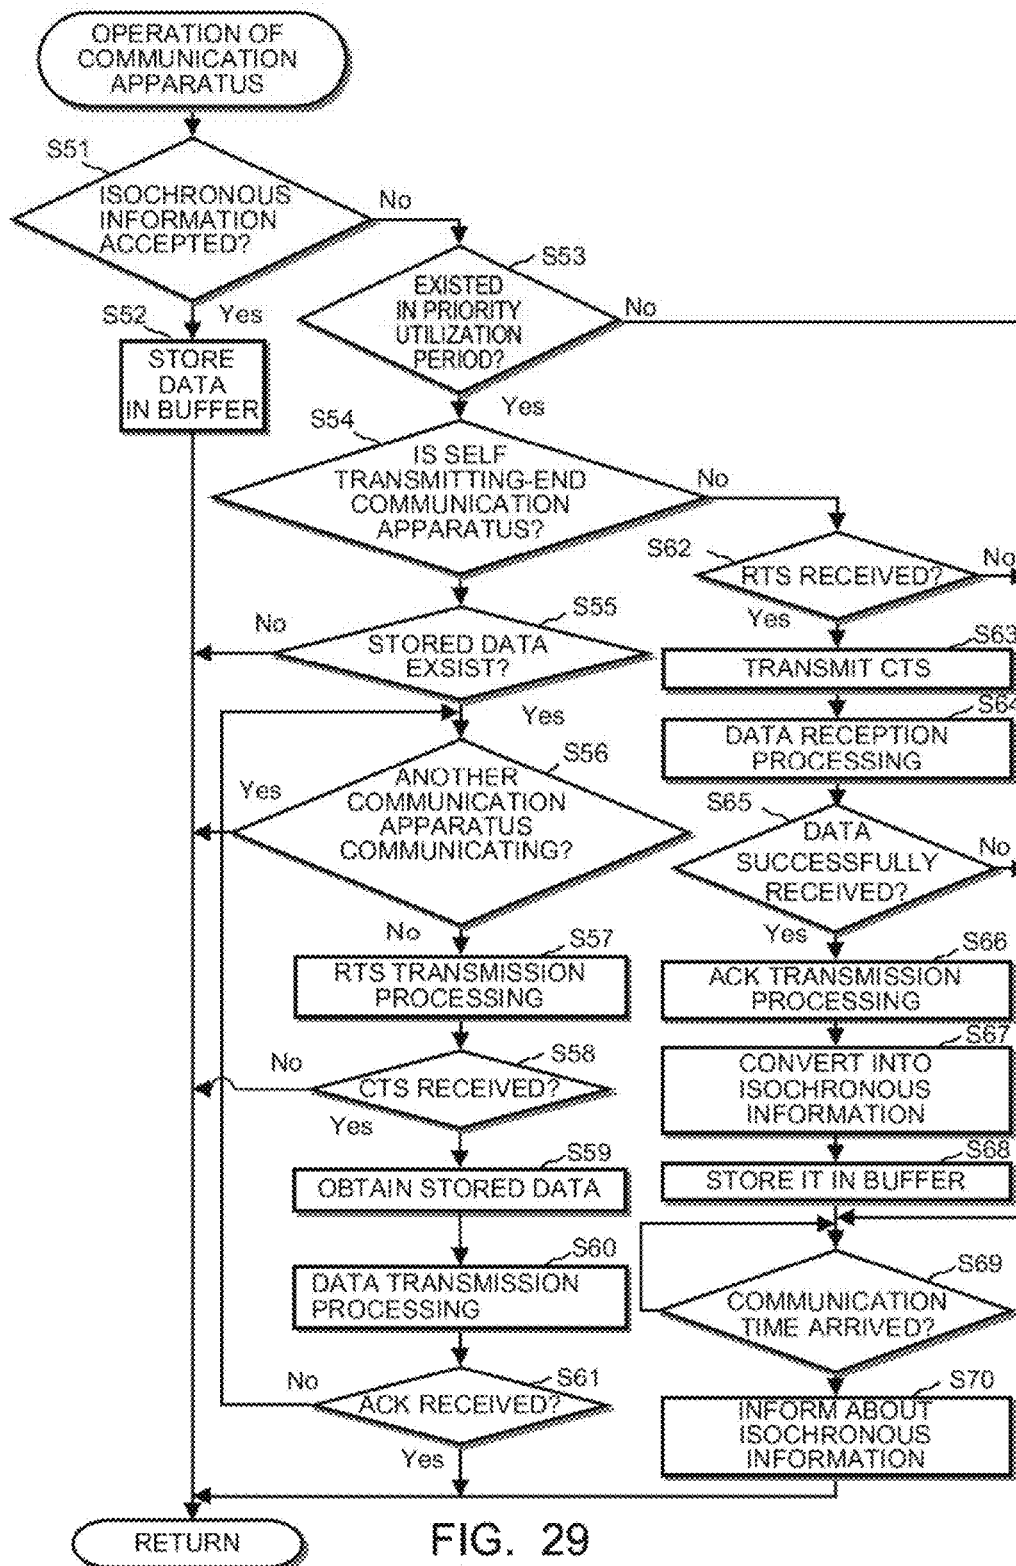 OPERATION OF
COMMUNICATION
APPARATUS
S51
ISOCHRONOUS
INFORMATION
ACCEPTED?
No
Yes
S52
STORE
DATA
IN BUFFER
S53
EXISTED
IN PRIORITY
UTILIZATION
PERIOD?
No
Yes
S54
IS SELF
TRANSMITTING-END
COMMUNICATION
APPARATUS?
No
S55
STORED DATA
EXSIST?
No
Yes
S56
ANOTHER
COMMUNICATION
APPARATUS
COMMUNICATING?
Yes
No
S57
RTS TRANSMISSION
PROCESSING
S58
CTS RECEIVED?
No
Yes
S59
OBTAIN STORED DATA
S60
DATA TRANSMISSION
PROCESSING
S61
ACK RECEIVED?
No
Yes
S62
RTS RECEIVED?
No
Yes
S63
TRANSMIT CTS
S64
DATA RECEPTION
PROCESSING
S65
DATA
SUCCESSFULLY
RECEIVED?
No
Yes
S66
ACK TRANSMISSION
PROCESSING
S67
CONVERT INTO
ISOCHRONOUS
INFORMATION
S68
STORE IT IN BUFFER
S69
COMMUNICATION
TIME ARRIVED?
S70
INFORM ABOUT
ISOCHRONOUS
INFORMATION
RETURN
FIG. 29